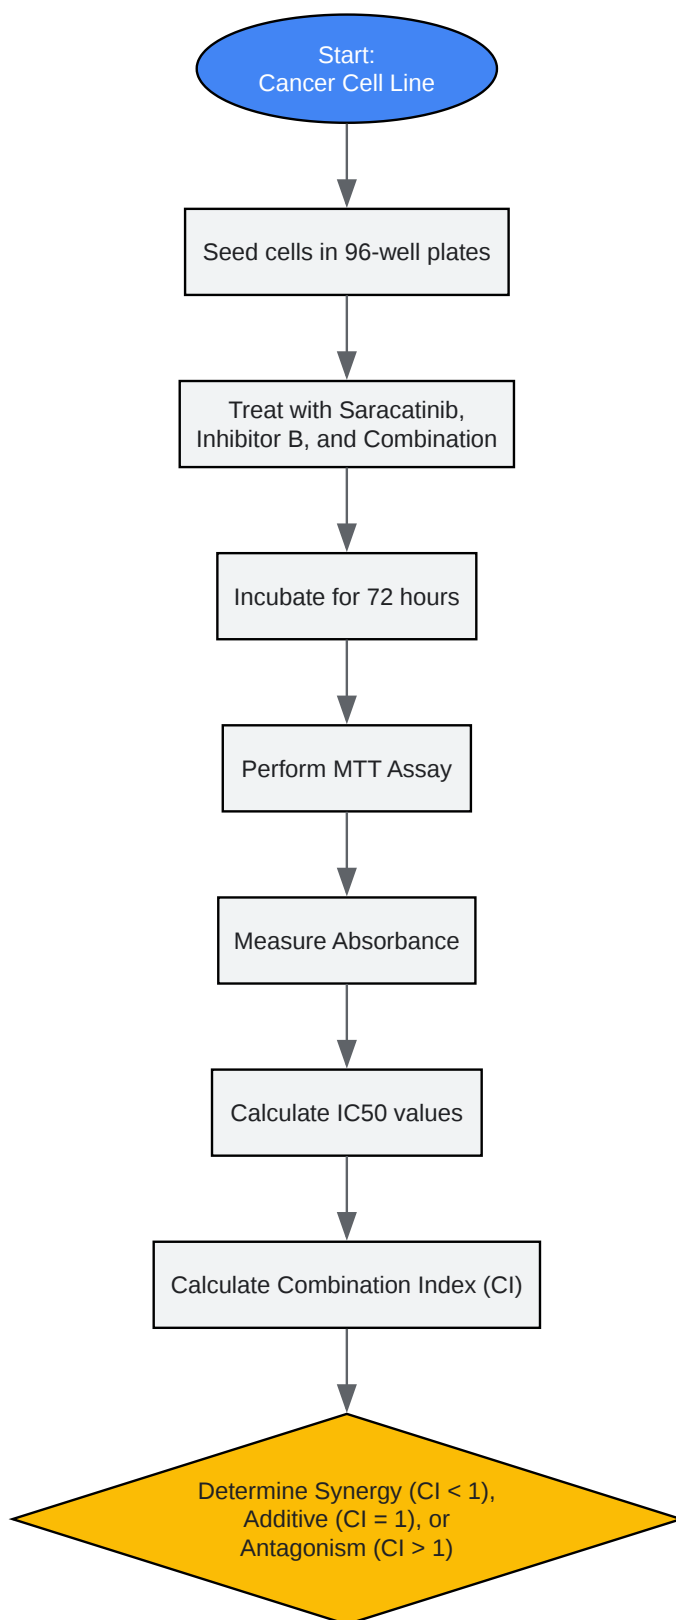 Start:
Cancer Cell Line
Seed cells in 96-well plates
Treat with Saracatinib,
Inhibitor B, and Combination
Incubate for 72 hours
Perform MTT Assay
Measure Absorbance
Calculate IC50 values
Calculate Combination Index (CI)
Determine Synergy (CI < 1),
Additive (CI = 1), or
Antagonism (CI > 1)